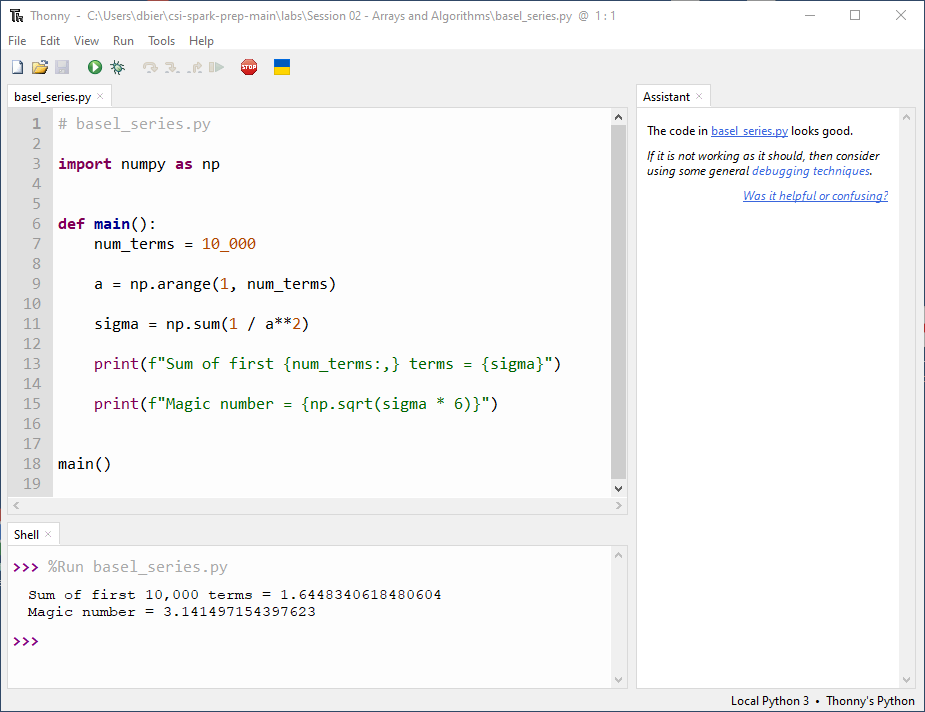 Thonny - C:\Users\dbier\csi-spark-prep-main\labs\Session 02 - Arrays and Algorithms\basel_series.py @ 1 : 1
File Edit View Run Tools Help
STOP
basel_series.py ×
1 # basel_series.py
2
3 import numpy as np
4
5
6 def main():
7     num_terms = 10_000
8
9     a = np.arange(1, num_terms)
10
11     sigma = np.sum(1 / a**2)
12
13     print(f"Sum of first {num_terms:,} terms = {sigma}")
14
15     print(f"Magic number = {np.sqrt(sigma * 6)}")
16
17
18 main()
19
Shell ×
>>> %Run basel_series.py
Sum of first 10,000 terms = 1.6448340618480604
Magic number = 3.141497154397623
>>>
Assistant ×
The code in basel_series.py looks good.
If it is not working as it should, then consider
using some general debugging techniques.
Was it helpful or confusing?
Local Python 3 • Thonny's Python